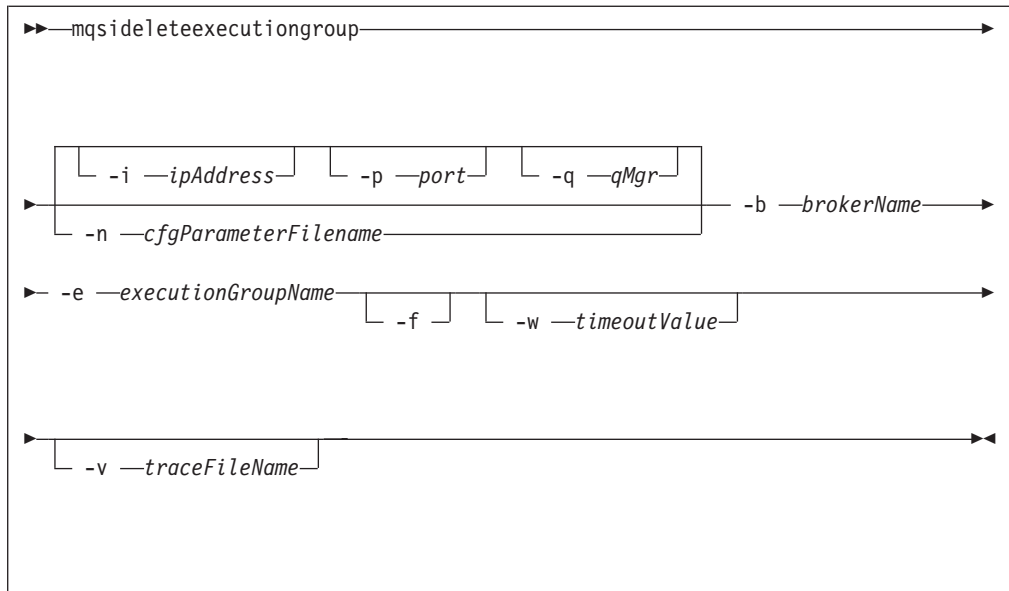 mqsideleteexecutiongroup
-i ipAddress -p port -q qMgr
-b brokerName
-n cfgParameterFilename
-e executionGroupName
-f -w timeoutValue
-v traceFileName